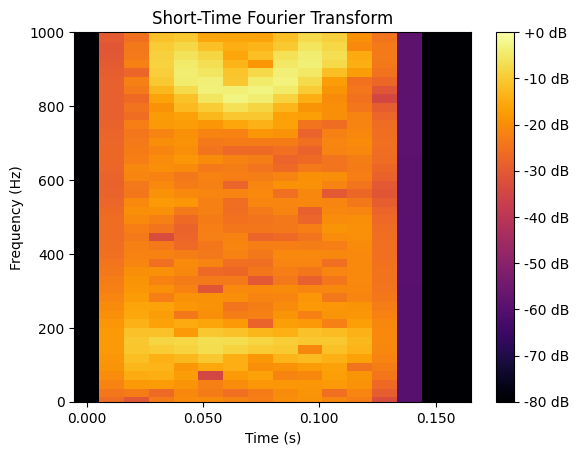 Short-Time Fourier Transform
1000
800
600
400
200
0
Frequency (Hz)
0.000
0.050
0.100
0.150
Time (s)
+0 dB
-10 dB
-20 dB
-30 dB
-40 dB
-50 dB
-60 dB
-70 dB
-80 dB